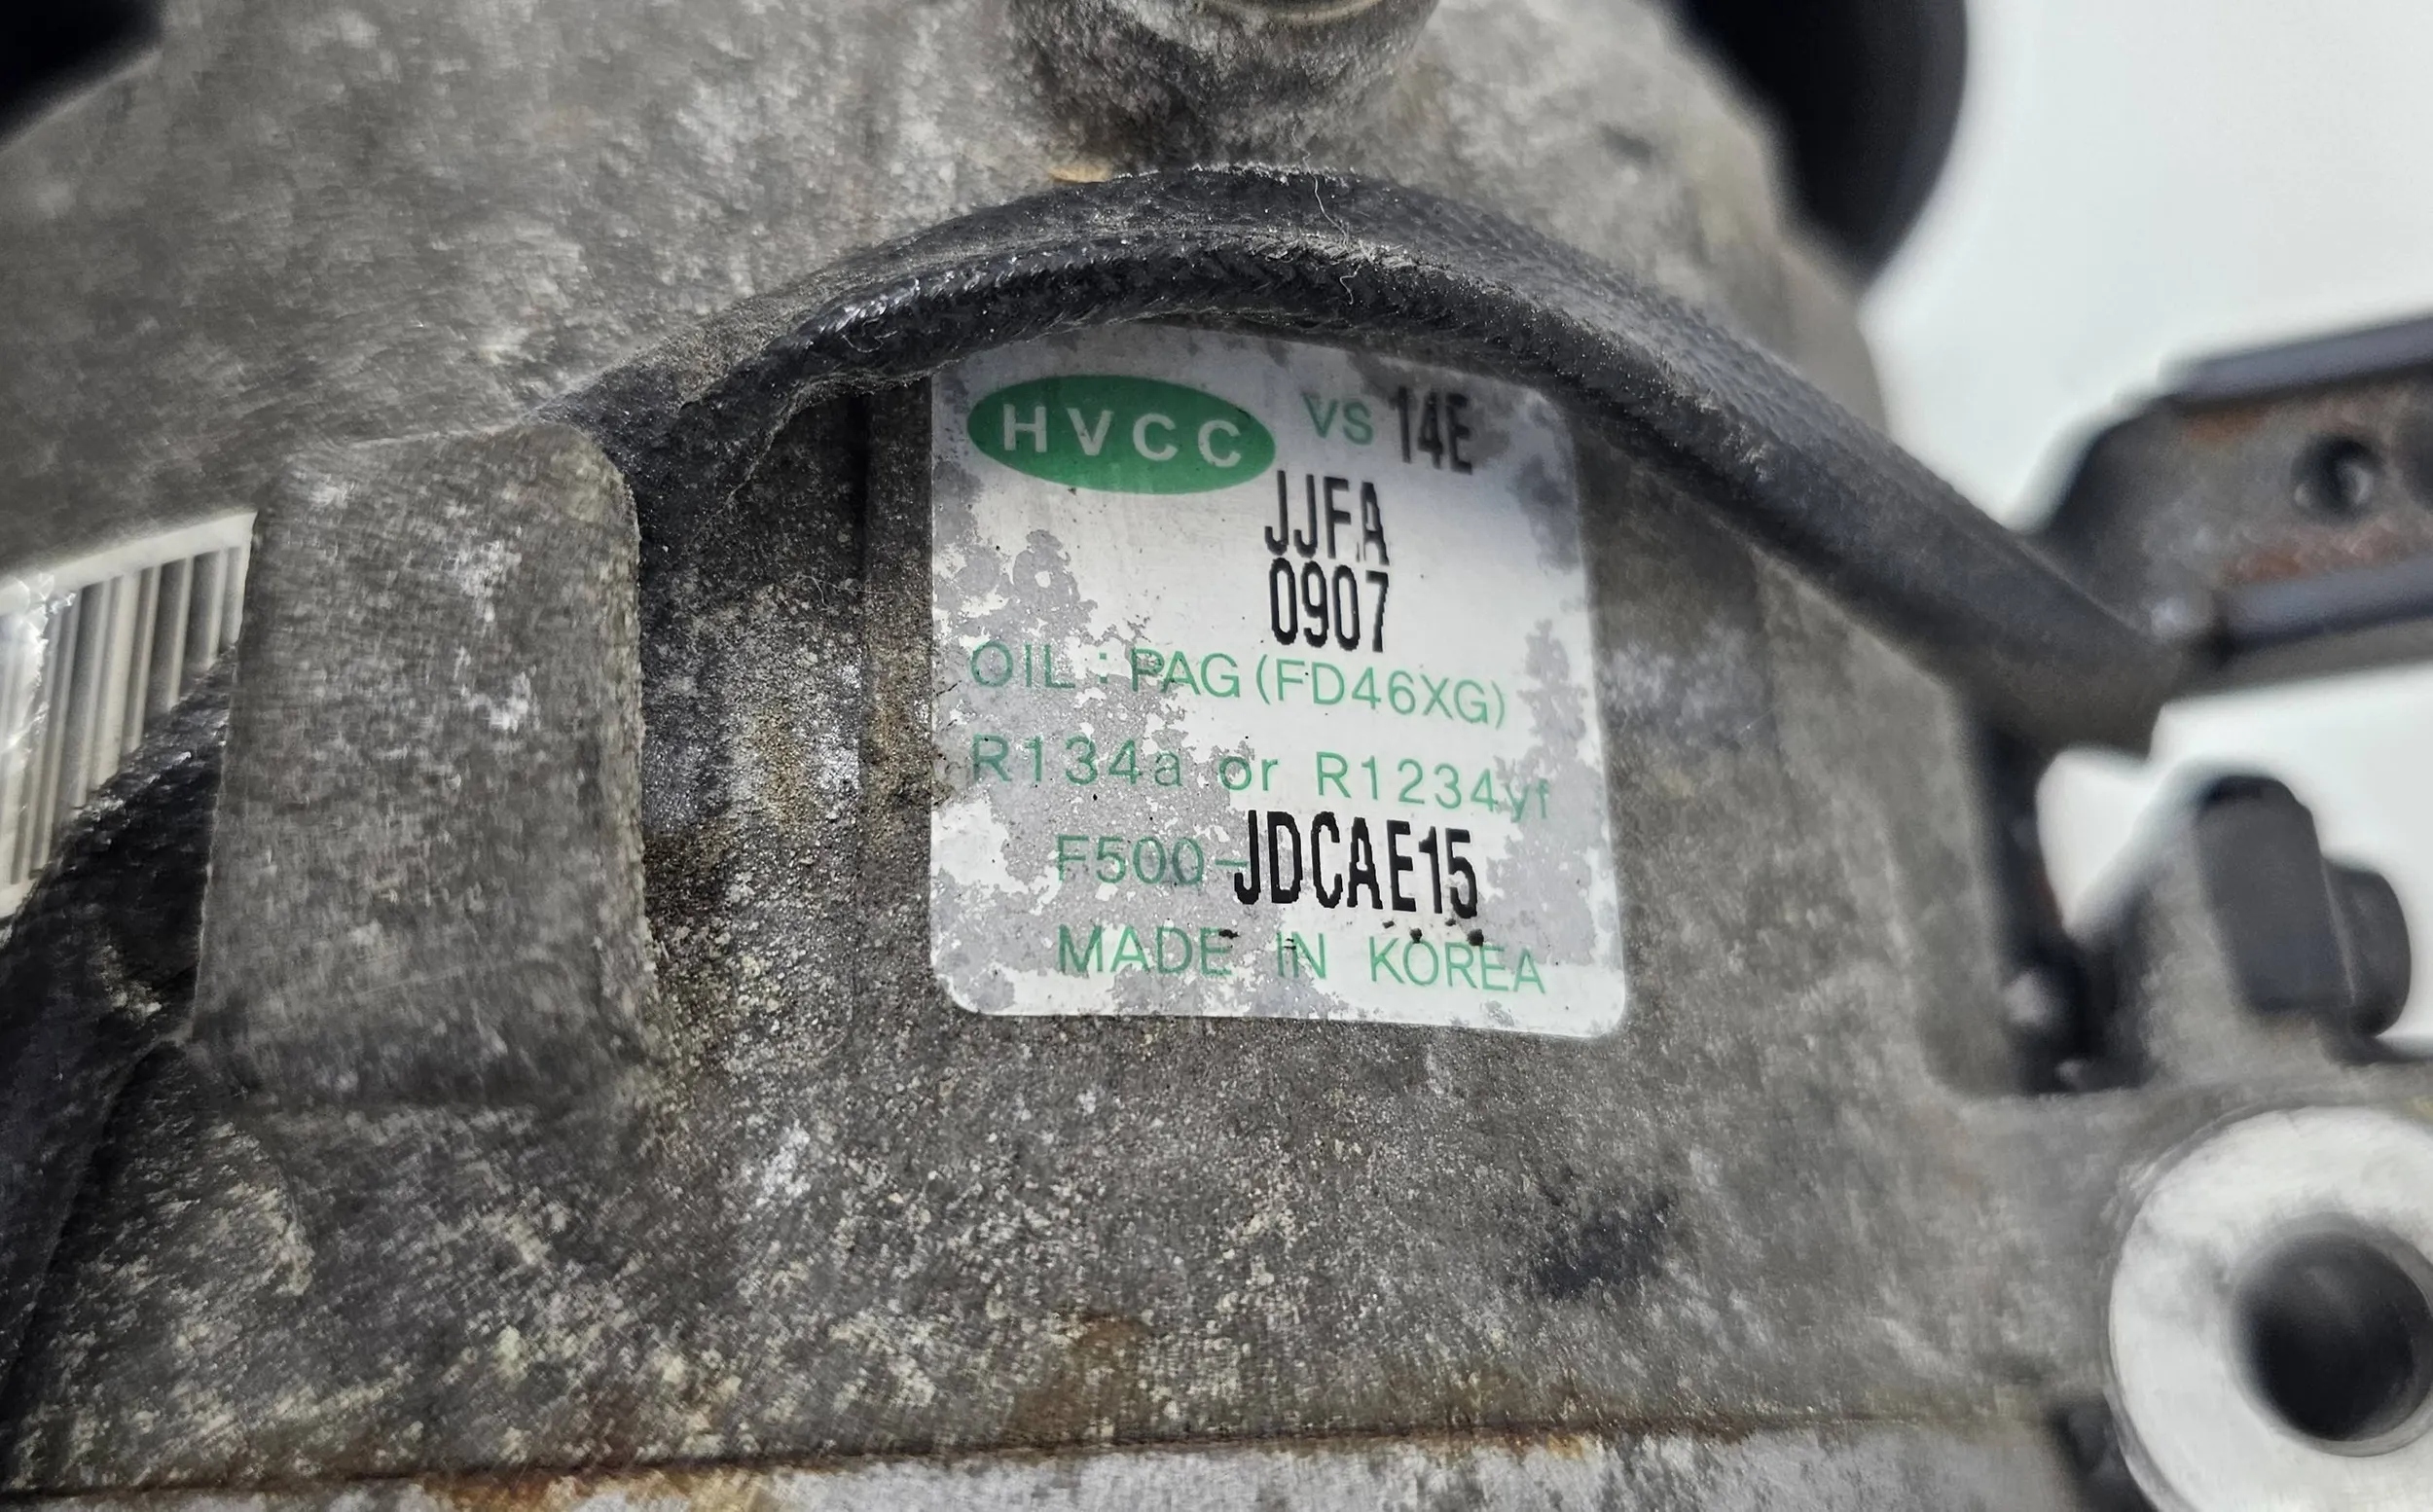 HVCC VS 14E
JJFA
0907
OIL : PAG (FD46XG)
R134a or R1234yf
F500-JDCAE15
MADE IN KOREA